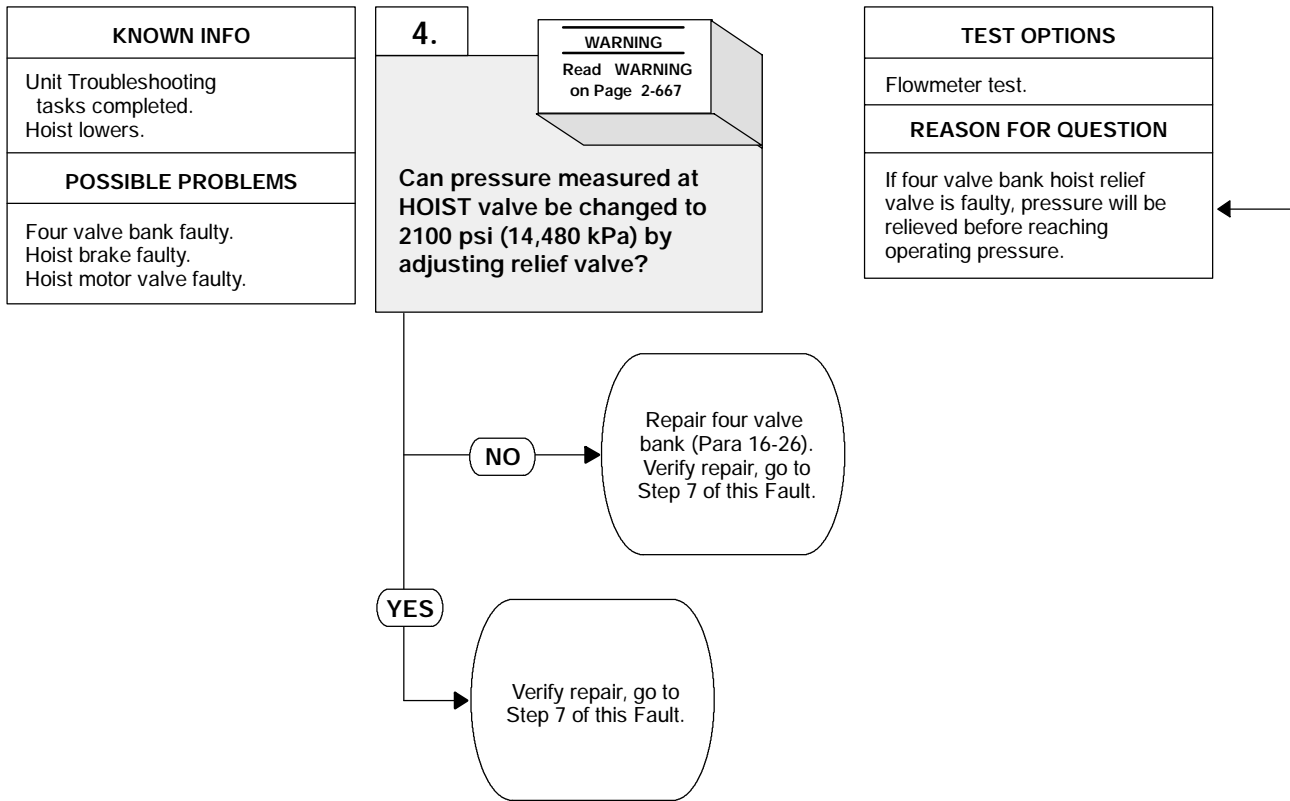 KNOWN INFO
Unit Troubleshooting
tasks completed.
Hoist lowers.
POSSIBLE PROBLEMS
Four valve bank faulty.
Hoist brake faulty.
Hoist motor valve faulty.
4.
WARNING
Read WARNING
on Page 2-667
Can pressure measured at
HOIST valve be changed to
2100 psi (14,480 kPa) by
adjusting relief valve?
TEST OPTIONS
Flowmeter test.
REASON FOR QUESTION
If four valve bank hoist relief
valve is faulty, pressure will be
relieved before reaching
operating pressure.
NO
Repair four valve
bank (Para 16-26).
Verify repair, go to
Step 7 of this Fault.
YES
Verify repair, go to
Step 7 of this Fault.